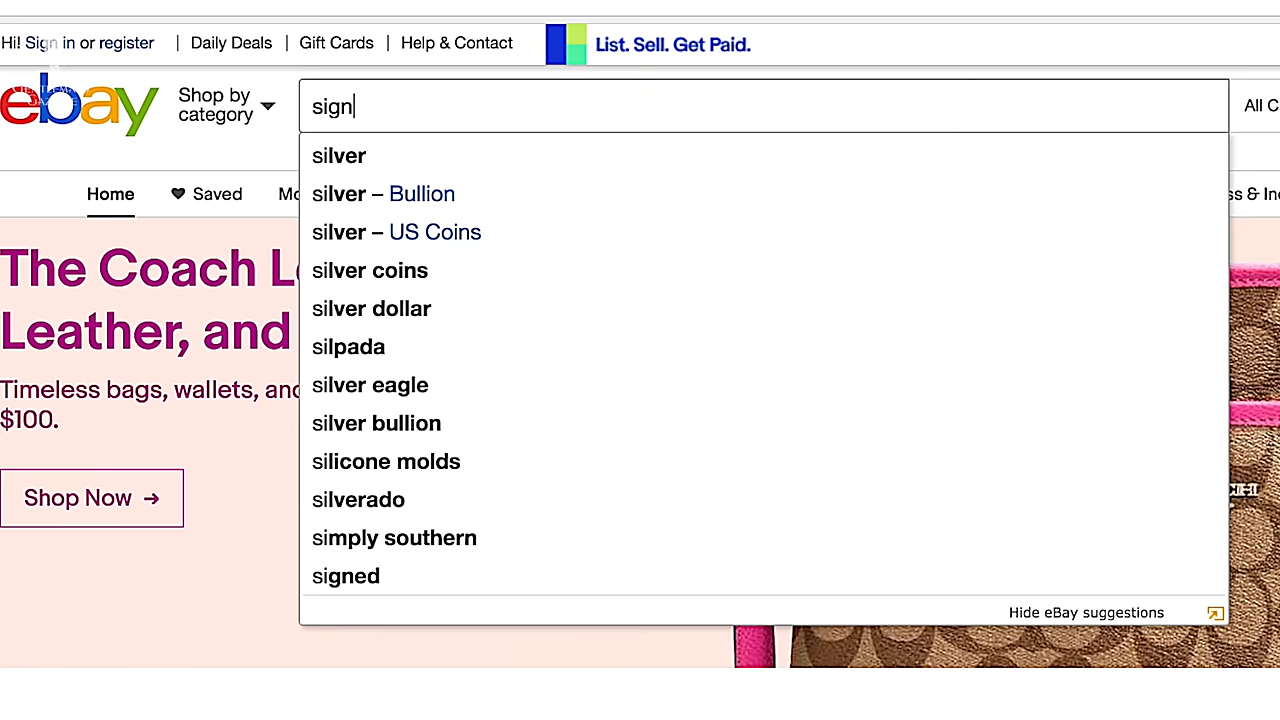 Hi! Sign in or register | Daily Deals | Gift Cards | Help & Contact
List. Sell. Get Paid.
ebay
Shop by
category
sign
All C
silver
silver – Bullion
silver – US Coins
silver coins
silver dollar
silpada
silver eagle
silver bullion
silicone molds
silverado
simply southern
signed
Hide eBay suggestions
Home
Saved
Mo
ss & In
The Coach L
Leather, and
Timeless bags, wallets, and
$100.
Shop Now →